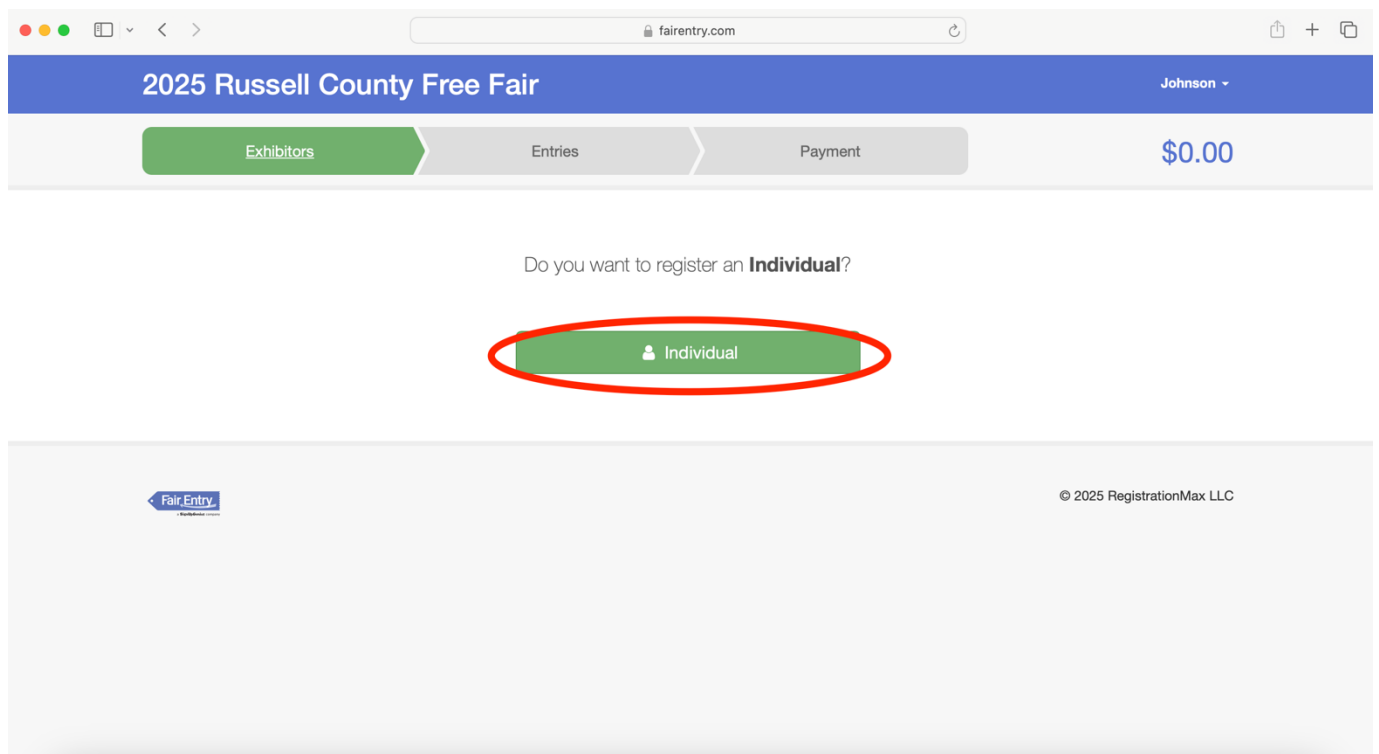 fairentry.com
2025 Russell County Free Fair
Johnson
Exhibitors
Entries
Payment
$0.00
Do you want to register an Individual?
Individual
Fair Entry
© 2025 RegistrationMax LLC